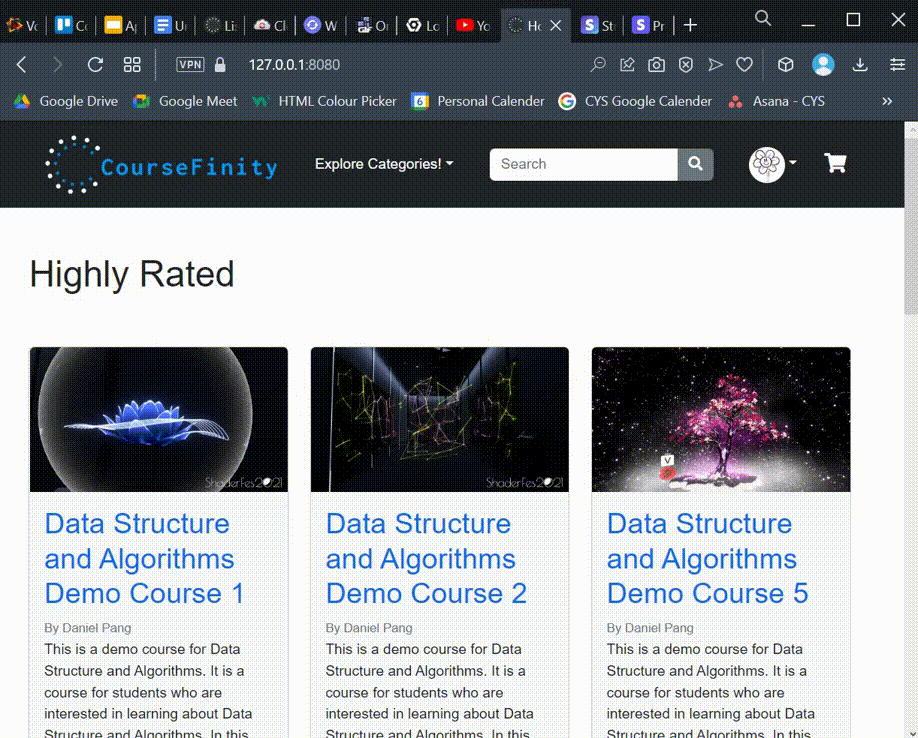 Vo
Co
Ap
Un
Lis
Cl
W
Or
Lo
Yo
Ho
St
Pr
VPN
127.0.0.1:8080
Google Drive
Google Meet
HTML Colour Picker
6
Personal Calender
G
CYS Google Calender
Asana - CYS
CourseFinity
Explore Categories!
Search
Highly Rated
ShaderFes2021
ShaderFes2021
V
Data Structure
and Algorithms
Demo Course 1
By Daniel Pang
This is a demo course for Data
Structure and Algorithms. It is a
course for students who are
interested in learning about Data
Structure and Algorithms. In this
Data Structure
and Algorithms
Demo Course 2
By Daniel Pang
This is a demo course for Data
Structure and Algorithms. It is a
course for students who are
interested in learning about Data
Structure and Algorithms. In this
Data Structure
and Algorithms
Demo Course 5
By Daniel Pang
This is a demo course for Data
Structure and Algorithms. It is a
course for students who are
interested in learning about Data
Structure and Algorithms. In this